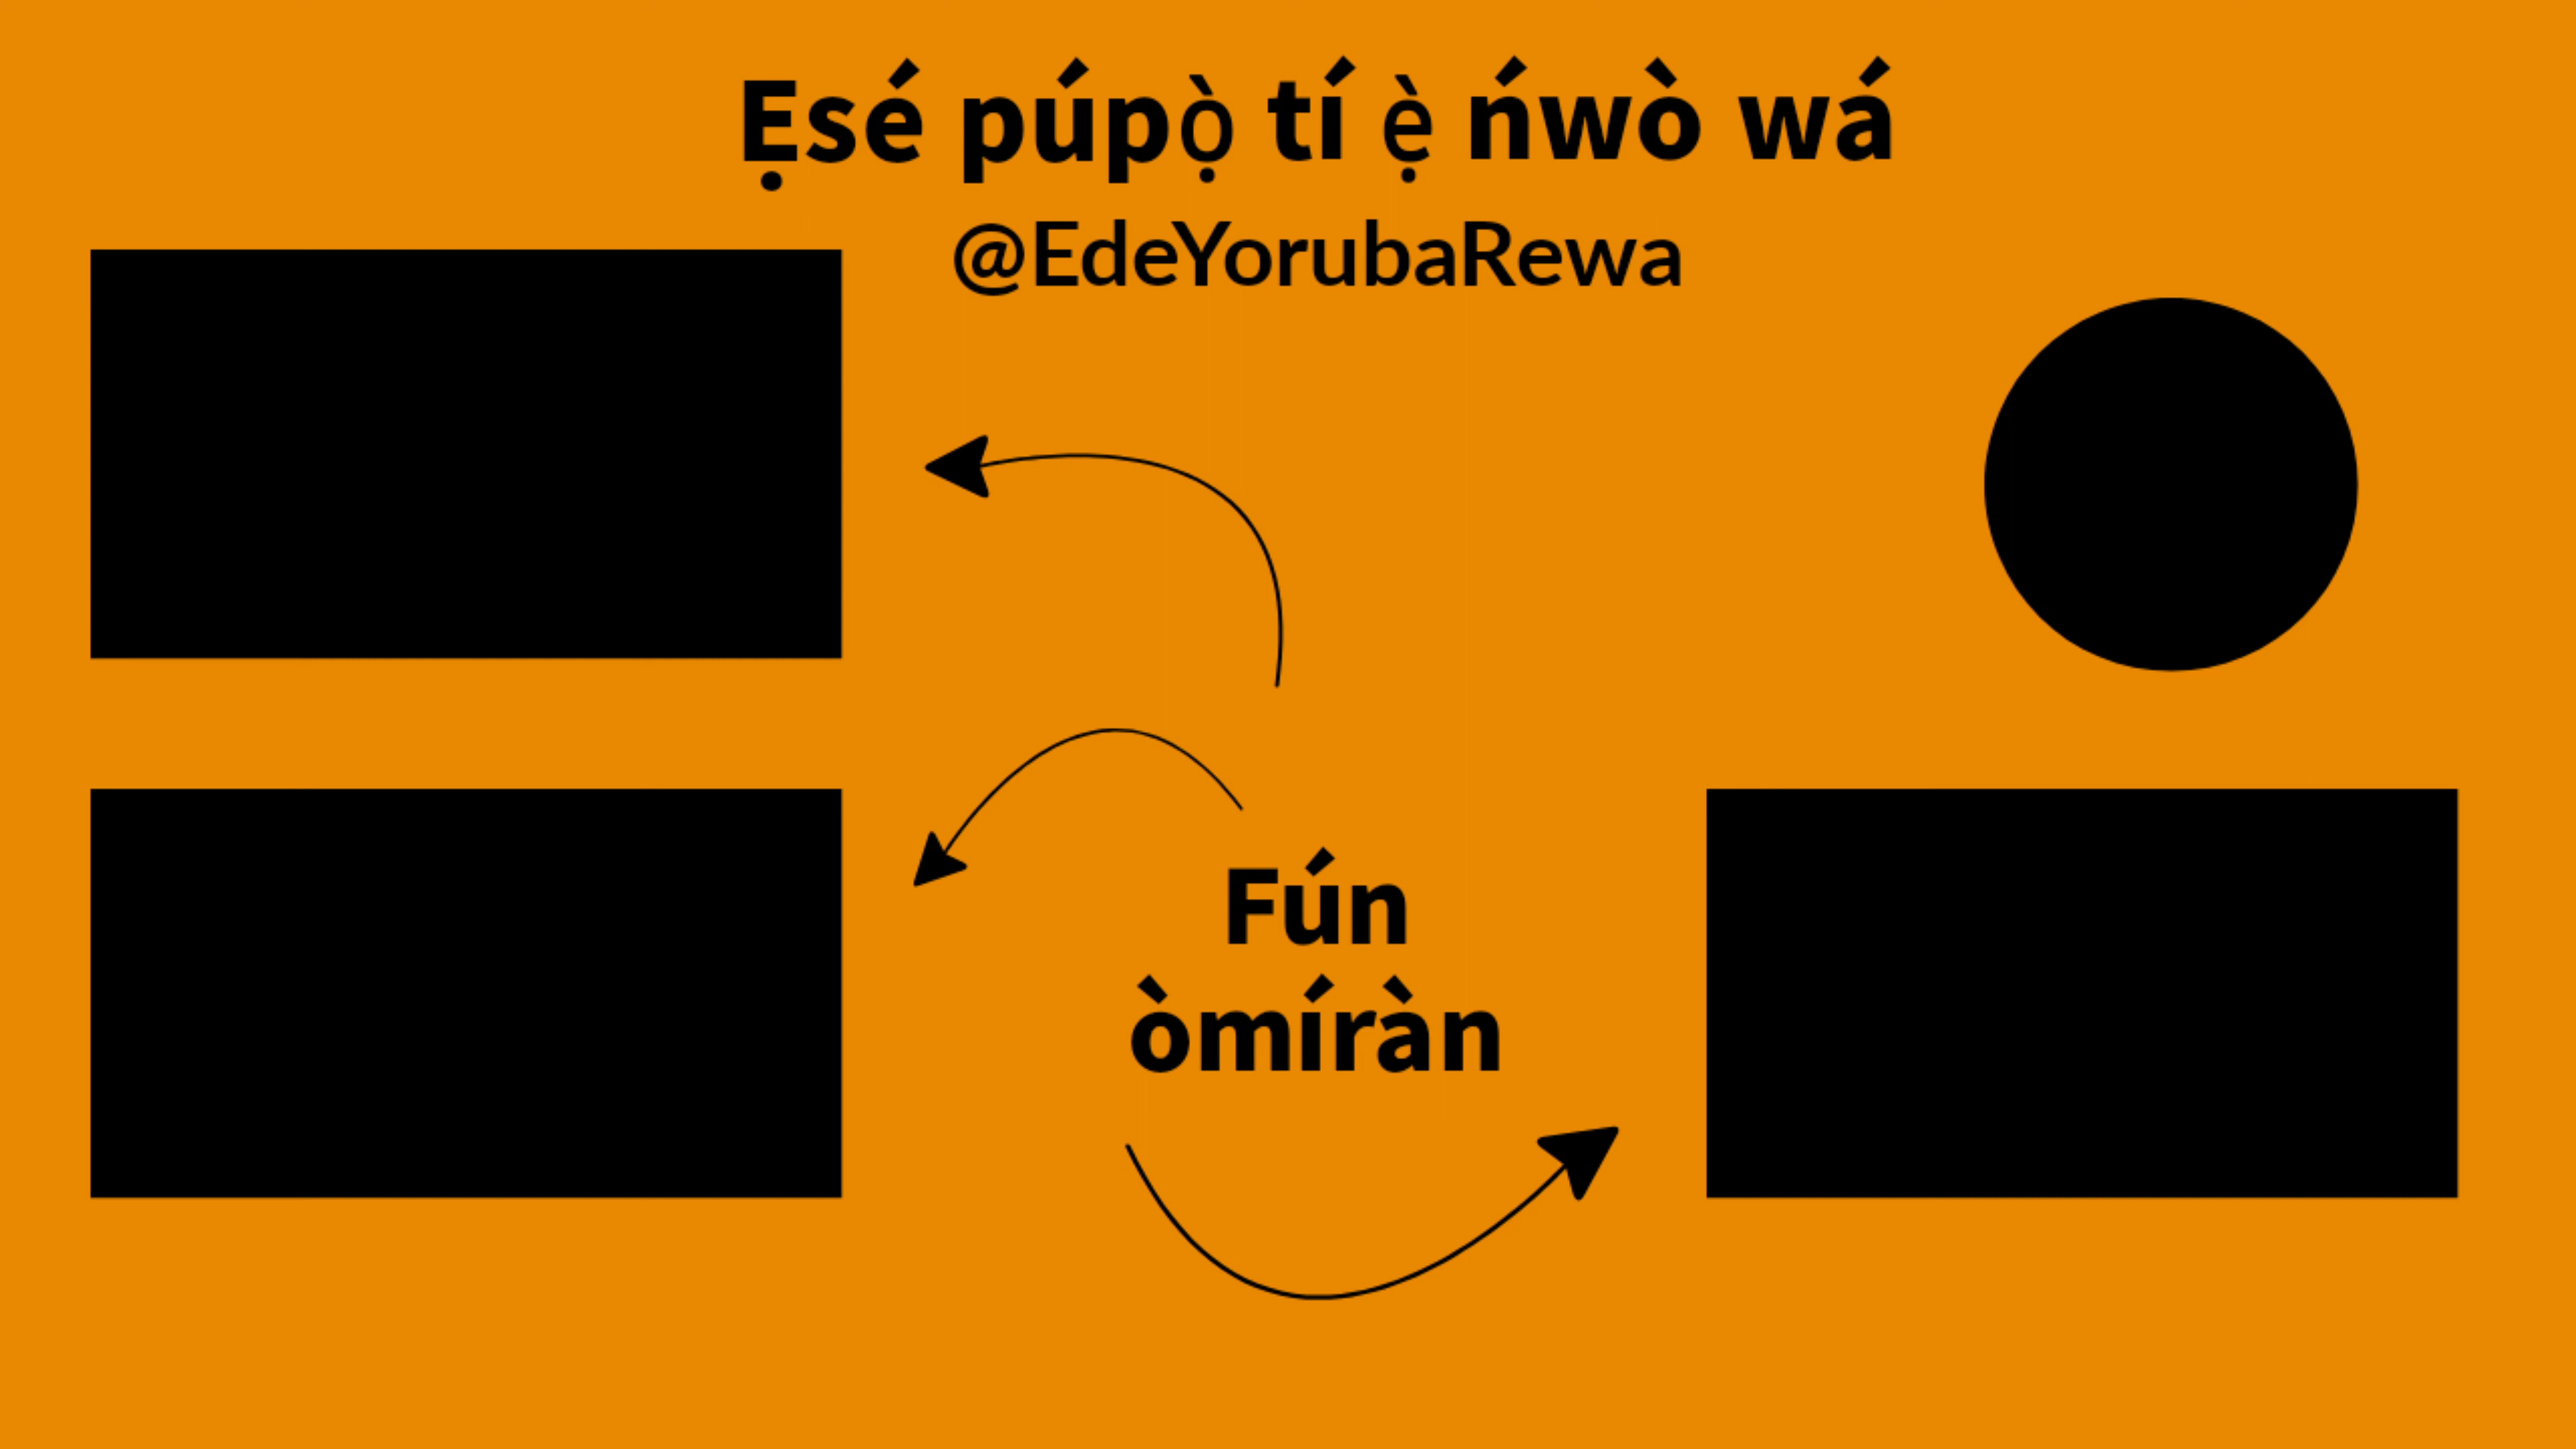 Ẹsé púpọ̀ tí ẹ̀ ńwò wá
@EdeYorubaRewa
Fún
òmíràn